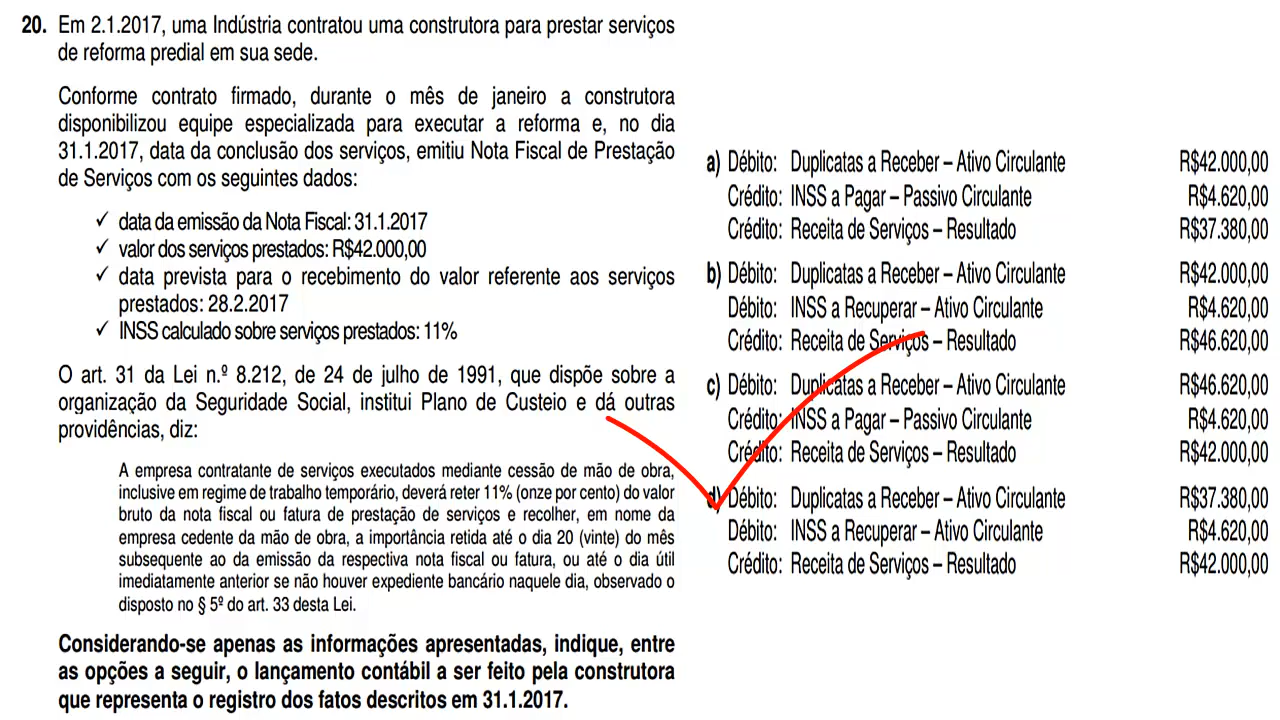 20. Em 2.1.2017, uma Indústria contratou uma construtora para prestar serviços
de reforma predial em sua sede.
Conforme contrato firmado, durante o mês de janeiro a construtora
disponibilizou equipe especializada para executar a reforma e, no dia
31.1.2017, data da conclusão dos serviços, emitiu Nota Fiscal de Prestação
de Serviços com os seguintes dados:
✓ data da emissão da Nota Fiscal: 31.1.2017
✓ valor dos serviços prestados: R$42.000,00
✓ data prevista para o recebimento do valor referente aos serviços
prestados: 28.2.2017
✓ INSS calculado sobre serviços prestados: 11%
O art. 31 da Lei n.º 8.212, de 24 de julho de 1991, que dispõe sobre a
organização da Seguridade Social, institui Plano de Custeio e dá outras
providências, diz:
A empresa contratante de serviços executados mediante cessão de mão de obra,
inclusive em regime de trabalho temporário, deverá reter 11% (onze por cento) do valor
bruto da nota fiscal ou fatura de prestação de serviços e recolher, em nome da
empresa cedente da mão de obra, a importância retida até o dia 20 (vinte) do mês
subsequente ao da emissão da respectiva nota fiscal ou fatura, ou até o dia útil
imediatamente anterior se não houver expediente bancário naquele dia, observado o
disposto no § 5º do art. 33 desta Lei.
Considerando-se apenas as informações apresentadas, indique, entre
as opções a seguir, o lançamento contábil a ser feito pela construtora
que representa o registro dos fatos descritos em 31.1.2017.
a) Débito: Duplicatas a Receber – Ativo Circulante R$42.000,00
Crédito: INSS a Pagar – Passivo Circulante R$4.620,00
Crédito: Receita de Serviços – Resultado R$37.380,00
b) Débito: Duplicatas a Receber – Ativo Circulante R$42.000,00
Débito: INSS a Recuperar – Ativo Circulante R$4.620,00
Crédito: Receita de Serviços – Resultado R$46.620,00
c) Débito: Duplicatas a Receber – Ativo Circulante R$46.620,00
Crédito: INSS a Pagar – Passivo Circulante R$4.620,00
Crédito: Receita de Serviços – Resultado R$42.000,00
d) Débito: Duplicatas a Receber – Ativo Circulante R$37.380,00
Débito: INSS a Recuperar – Ativo Circulante R$4.620,00
Crédito: Receita de Serviços – Resultado R$42.000,00